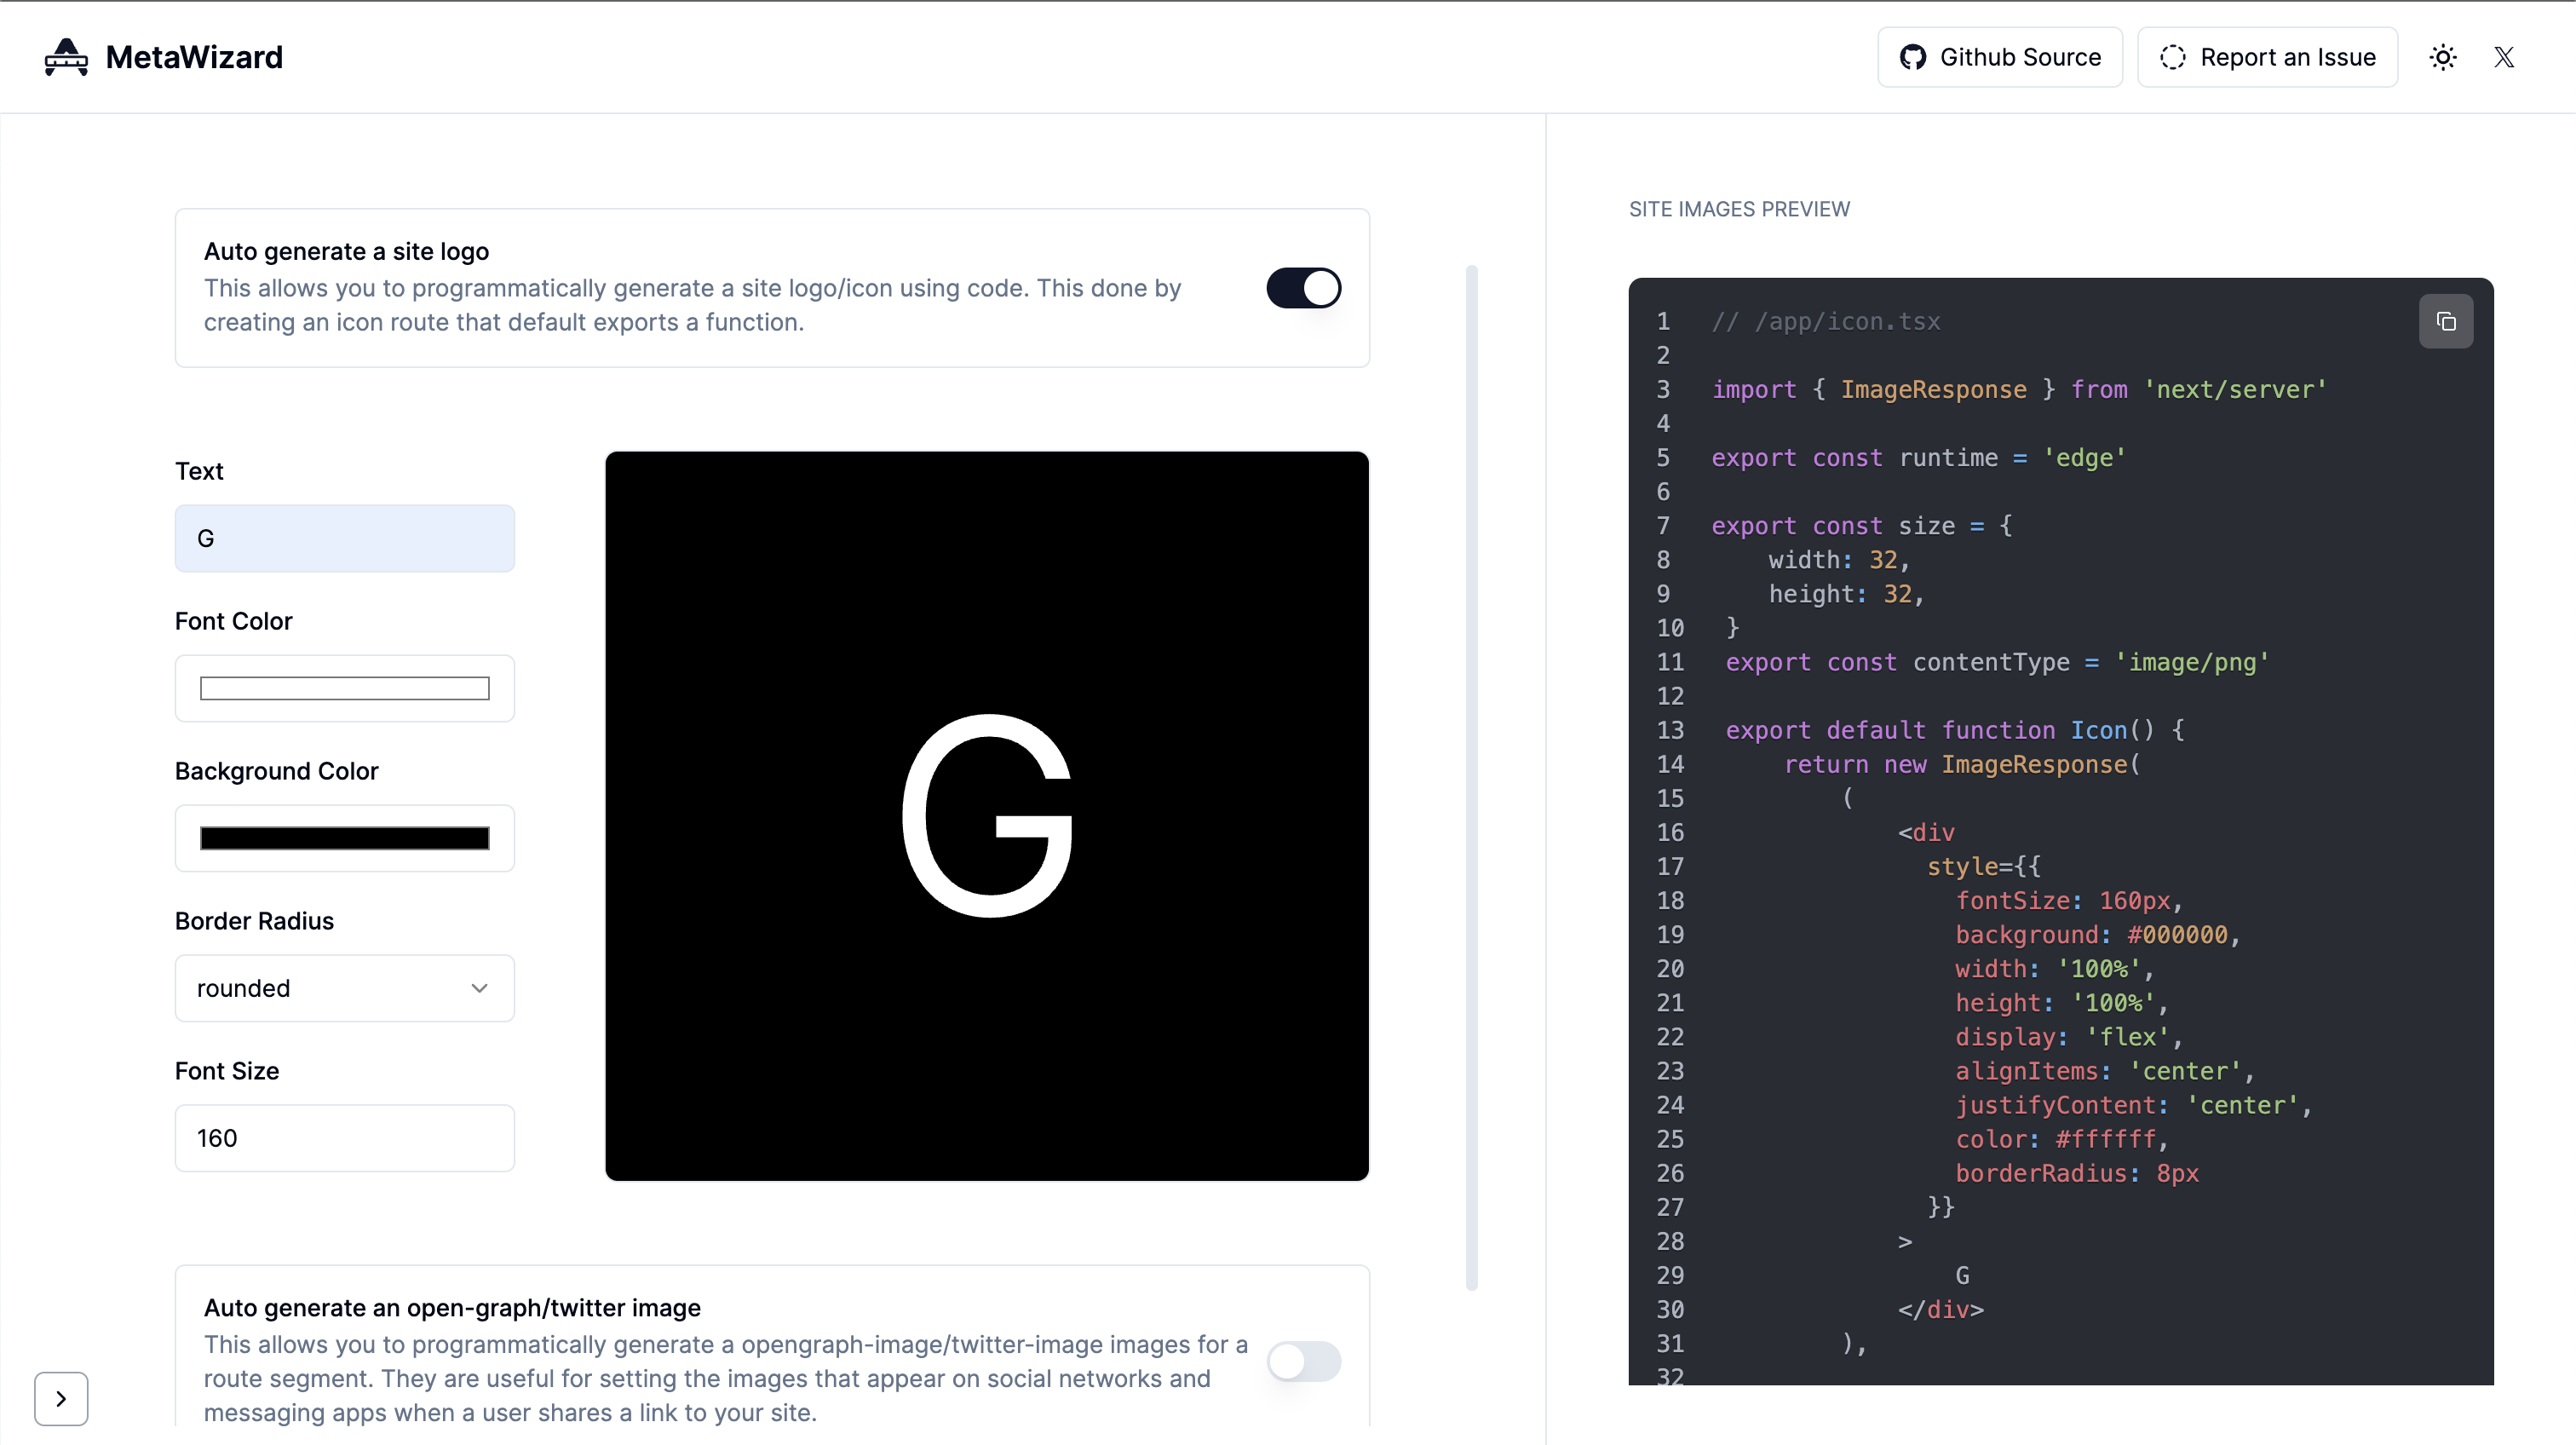 MetaWizard
Github Source
Report an Issue
Auto generate a site logo
This allows you to programmatically generate a site logo/icon using code. This done by
creating an icon route that default exports a function.
Text
G
Font Color
Background Color
Border Radius
rounded
Font Size
160
G
Auto generate an open-graph/twitter image
This allows you to programmatically generate a opengraph-image/twitter-image images for a
route segment. They are useful for setting the images that appear on social networks and
messaging apps when a user shares a link to your site.
SITE IMAGES PREVIEW
1 // /app/icon.tsx
2
3 import { ImageResponse } from 'next/server'
4
5 export const runtime = 'edge'
6
7 export const size = {
8 width: 32,
9 height: 32,
10 }
11 export const contentType = 'image/png'
12
13 export default function Icon() {
14 return new ImageResponse(
15 (
16 <div
17 style={{
18 fontSize: 160px,
19 background: #000000,
20 width: '100%',
21 height: '100%',
22 display: 'flex',
23 alignItems: 'center',
24 justifyContent: 'center',
25 color: #ffffff,
26 borderRadius: 8px
27 }}
28 >
29 G
30 </div>
31 ),
32